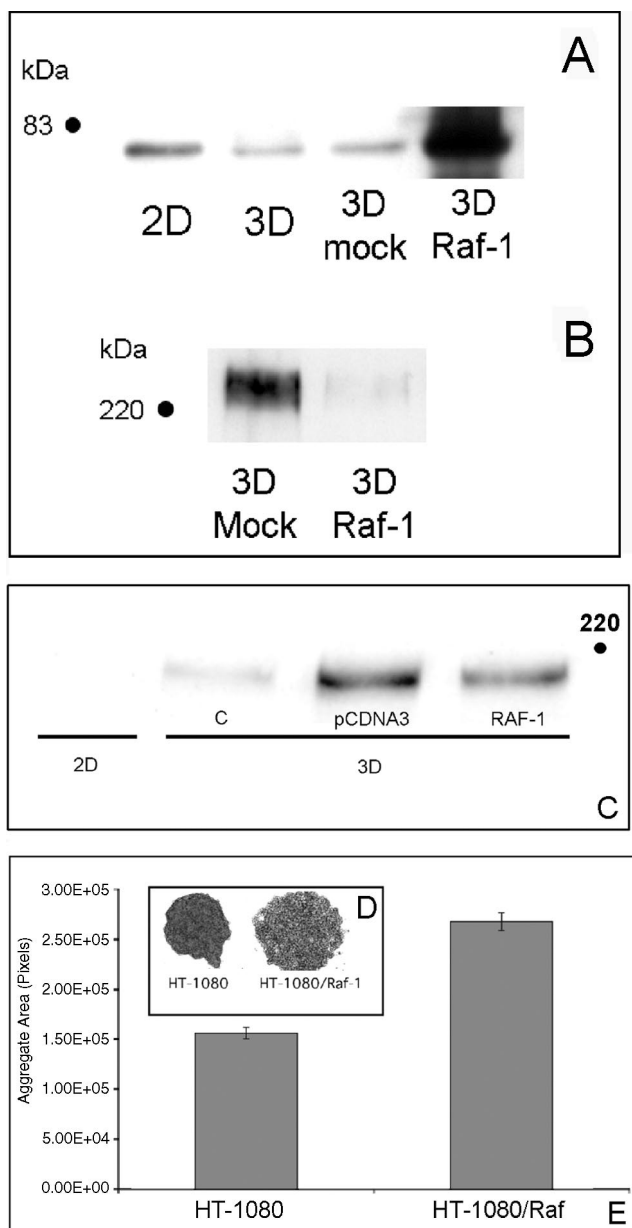 A
kDa
83
2D
3D
3D mock
3D Raf-1
B
kDa
220
3D Mock
3D Raf-1
220
C
pCDNA3
RAF-1
2D
3D
C
3.00E+05
2.50E+05
2.00E+05
1.50E+05
1.00E+05
5.00E+04
0.00E+00
Aggregate Area (Pixels)
D
HT-1080
HT-1080/Raf-1
HT-1080
HT-1080/Raf
E